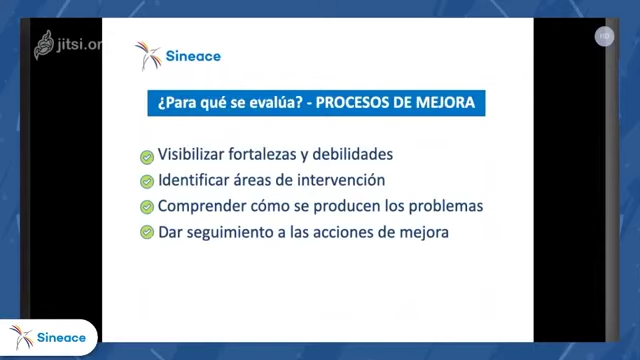 jitsi.or
HD
Sineace
¿Para qué se evalúa? - PROCESOS DE MEJORA
Visibilizar fortalezas y debilidades
Identificar áreas de intervención
Comprender cómo se producen los problemas
Dar seguimiento a las acciones de mejora
Sineace